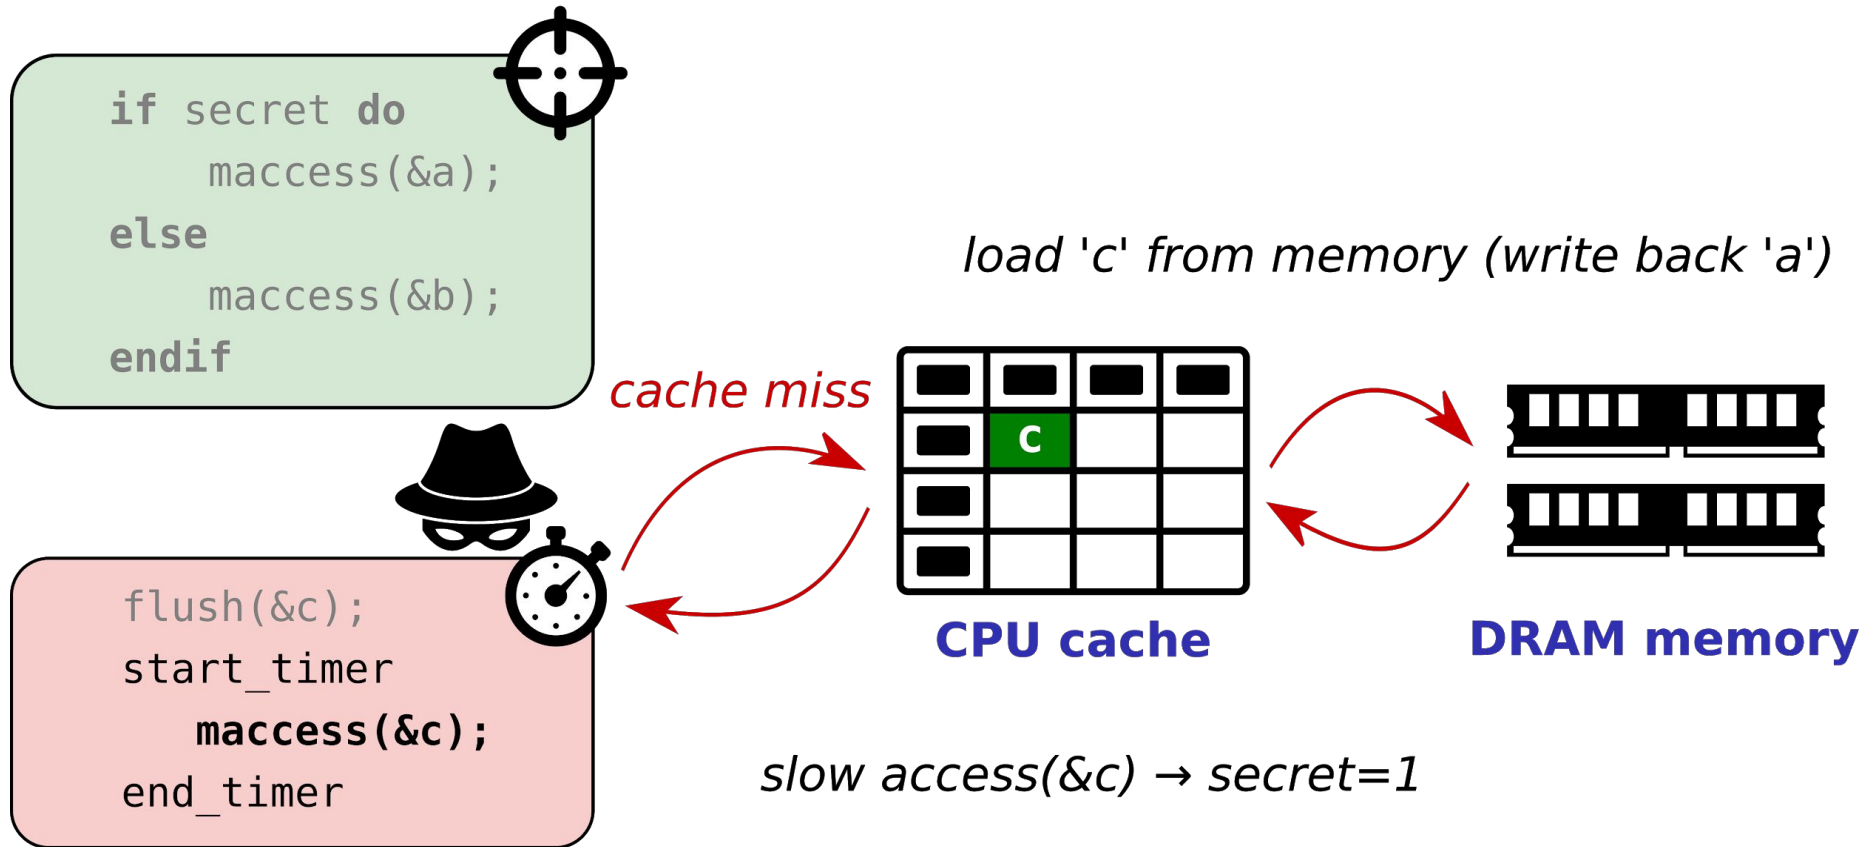 if secret do
maccess(&a);
else
maccess(&b);
endif
load 'c' from memory (write back 'a')
cache miss
c
CPU cache
DRAM memory
flush(&c);
start_timer
maccess(&c);
end_timer
slow access(&c) → secret=1